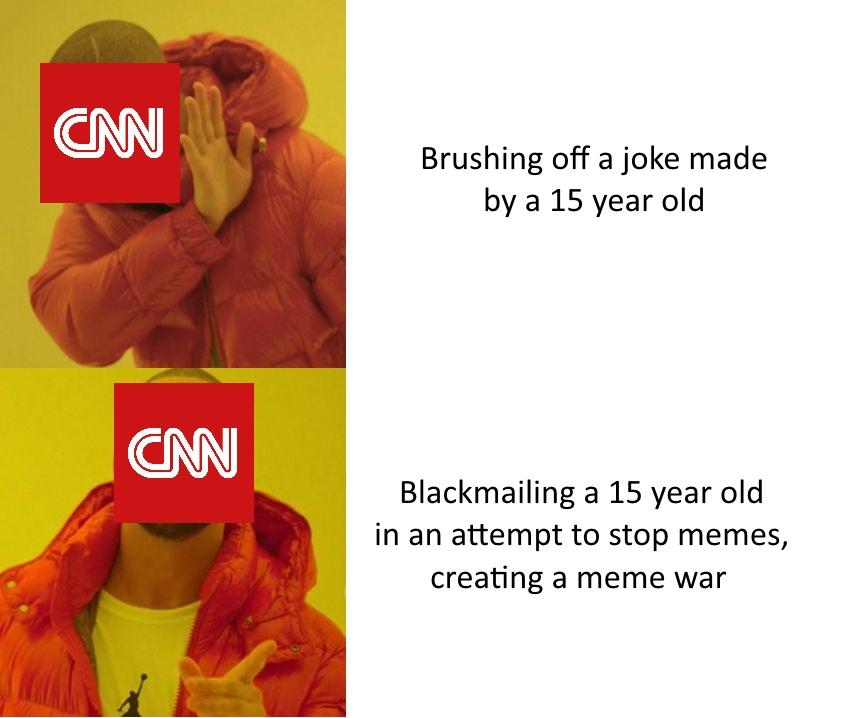 CNN
Brushing off a joke made
by a 15 year old
CNN
Blackmailing a 15 year old
in an attempt to stop memes,
creating a meme war